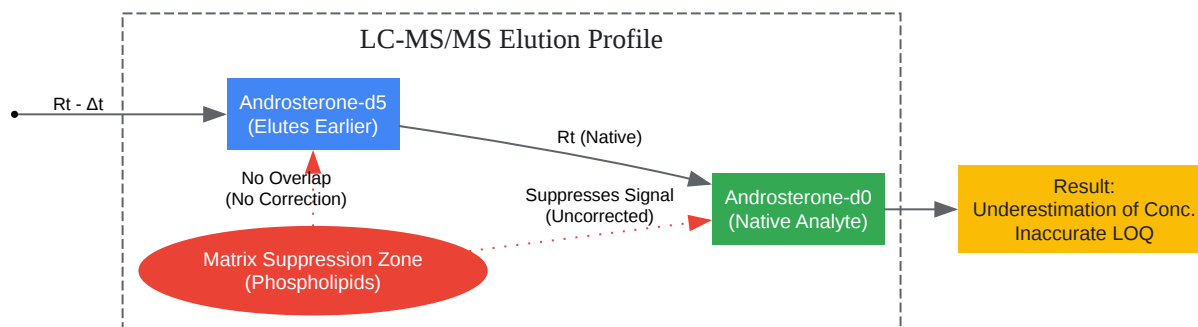 LC-MS/MS Elution Profile
Rt - Δt
Androsterone-d5
(Elutes Earlier)
Rt (Native)
No Overlap
(No Correction)
Suppresses Signal
(Uncorrected)
Androsterone-d0
(Native Analyte)
Result:
Underestimation of Conc.
Inaccurate LOQ
Matrix Suppression Zone
(Phospholipids)